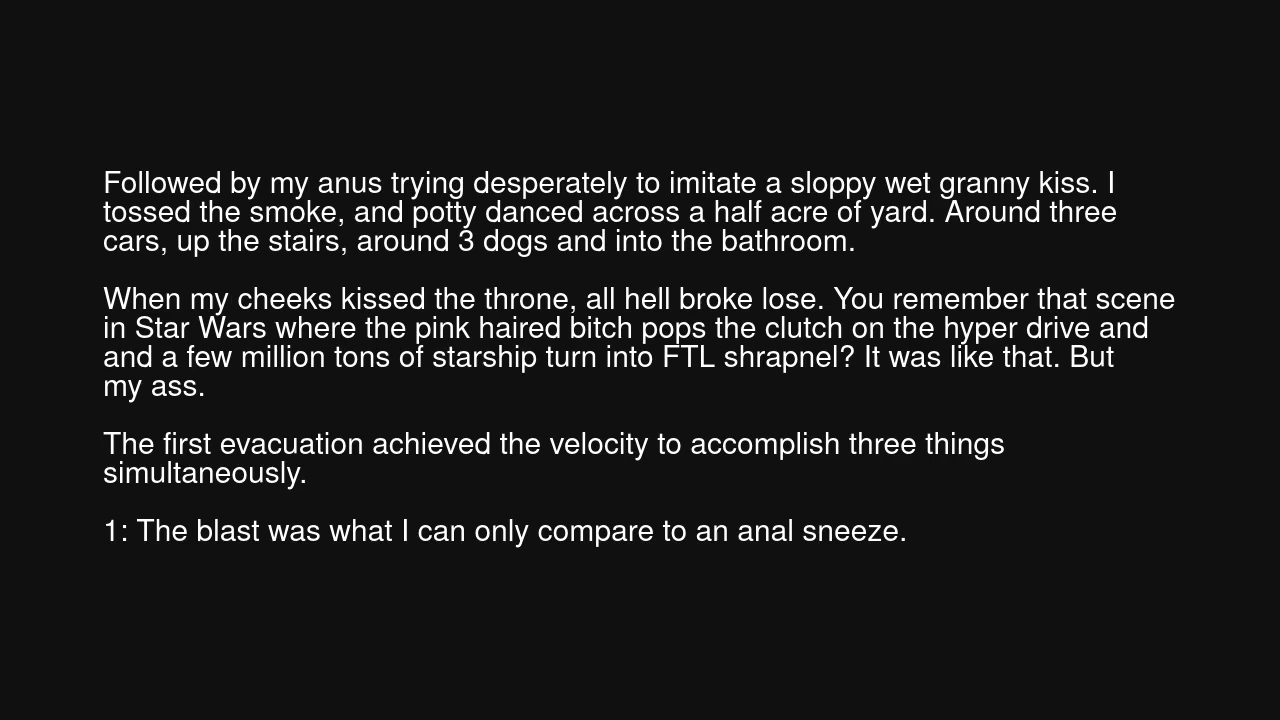 Followed by my anus trying desperately to imitate a sloppy wet granny kiss. I
tossed the smoke, and potty danced across a half acre of yard. Around three
cars, up the stairs, around 3 dogs and into the bathroom.
When my cheeks kissed the throne, all hell broke lose. You remember that scene
in Star Wars where the pink haired bitch pops the clutch on the hyper drive and
and a few million tons of starship turn into FTL shrapnel? It was like that. But
my ass.
The first evacuation achieved the velocity to accomplish three things
simultaneously.
1: The blast was what I can only compare to an anal sneeze.